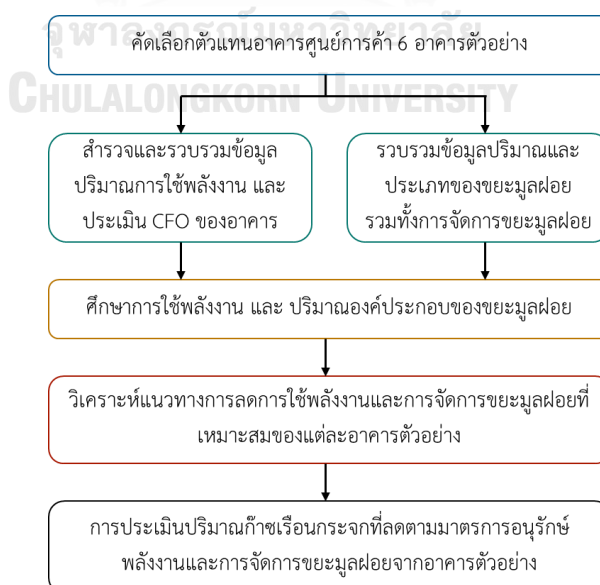 จุฬาลงกรณ์มหาวิทยาลัย
คัดเลือกตัวแทนอาคารศูนย์การค้า 6 อาคารตัวอย่าง
CHULALONGKORN UNIVERSITY
สำรวจและรวบรวมข้อมูล
ปริมาณการใช้พลังงาน และ
ประเมิน CFO ของอาคาร
รวบรวมข้อมูลปริมาณและ
ประเภทของขยะมูลฝอย
รวมทั้งการจัดการขยะมูลฝอย
ศึกษาการใช้พลังงาน และ ปริมาณองค์ประกอบของขยะมูลฝอย
วิเคราะห์แนวทางการลดการใช้พลังงานและการจัดการขยะมูลฝอยที่
เหมาะสมของแต่ละอาคารตัวอย่าง
การประเมินปริมาณก๊าซเรือนกระจกที่ลดตามมาตรการอนุรักษ์
พลังงานและการจัดการขยะมูลฝอยจากอาคารตัวอย่าง